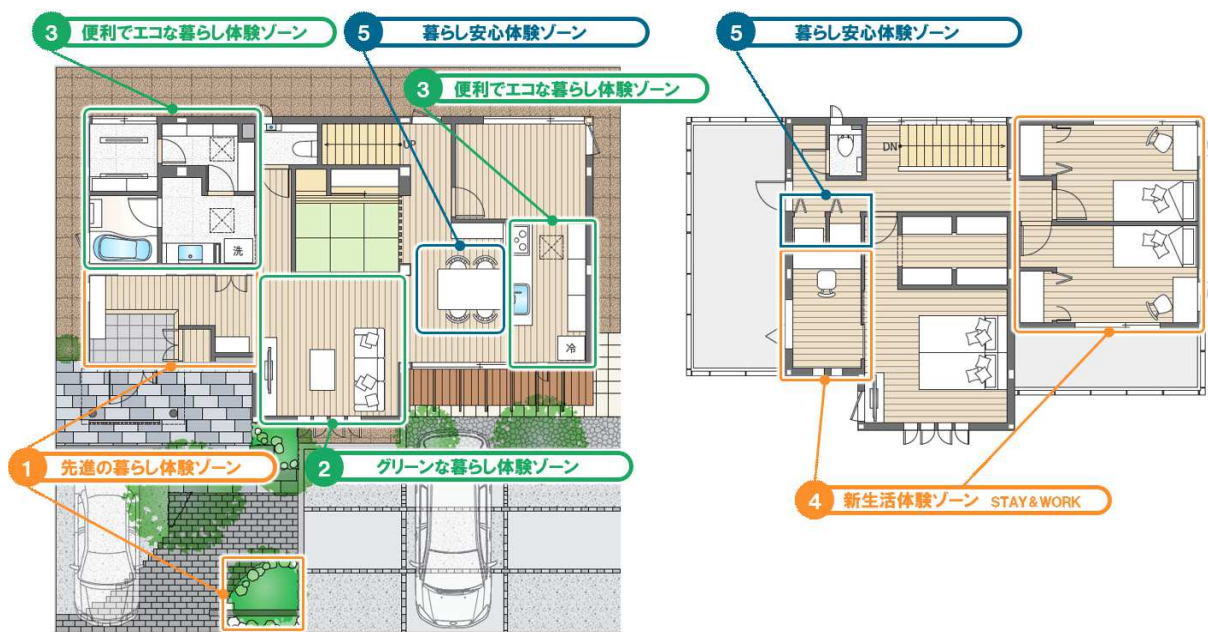 3 便利でエコな暮らし体験ゾーン
5 暮らし安心体験ゾーン
5 暮らし安心体験ゾーン
3 便利でエコな暮らし体験ゾーン
UP
DN
洗
冷
1 先進の暮らし体験ゾーン
2 グリーンな暮らし体験ゾーン
4 新生活体験ゾーン STAY&WORK